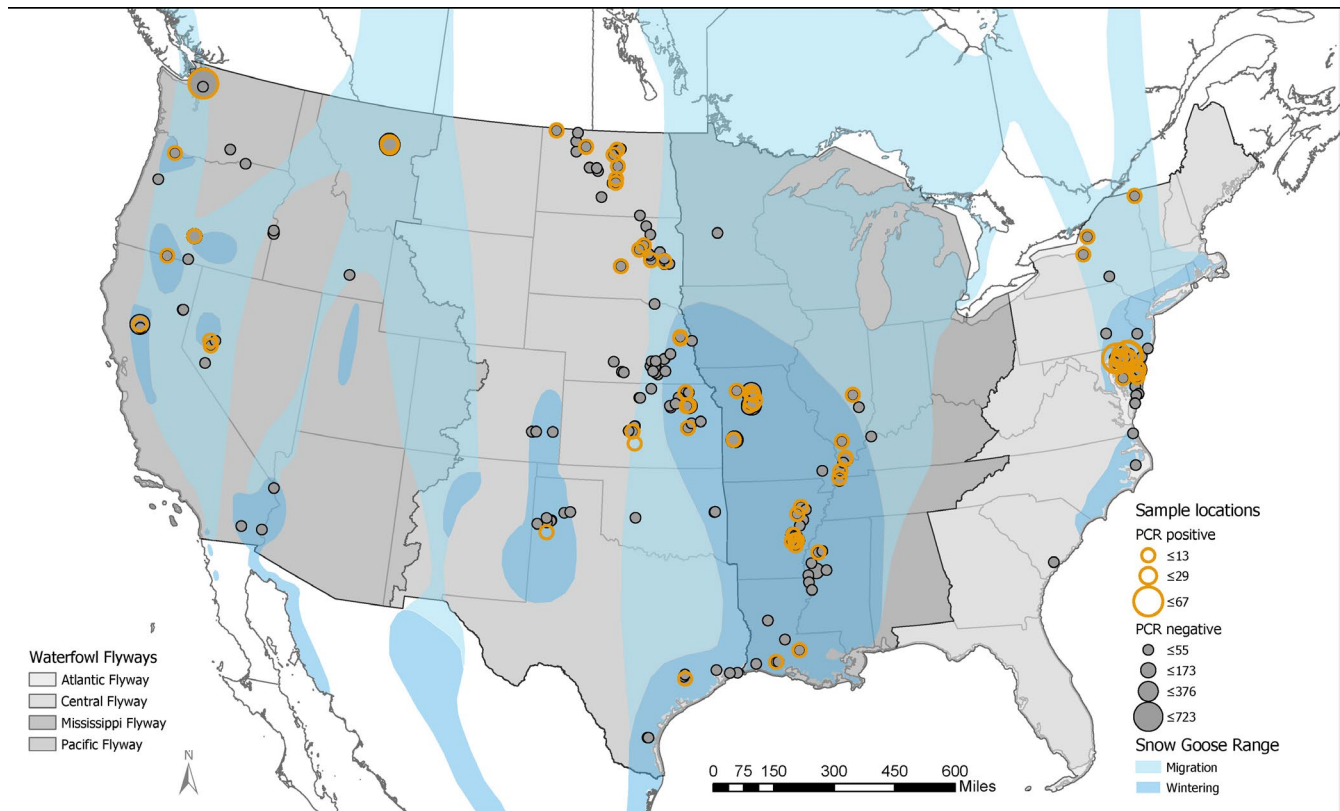 Waterfowl Flyways
Atlantic Flyway
Central Flyway
Mississippi Flyway
Pacific Flyway
N
0 75 150 300 450 600
Miles
Sample locations
PCR positive
≤13
≤29
≤67
PCR negative
≤55
≤173
≤376
≤723
Snow Goose Range
Migration
Wintering